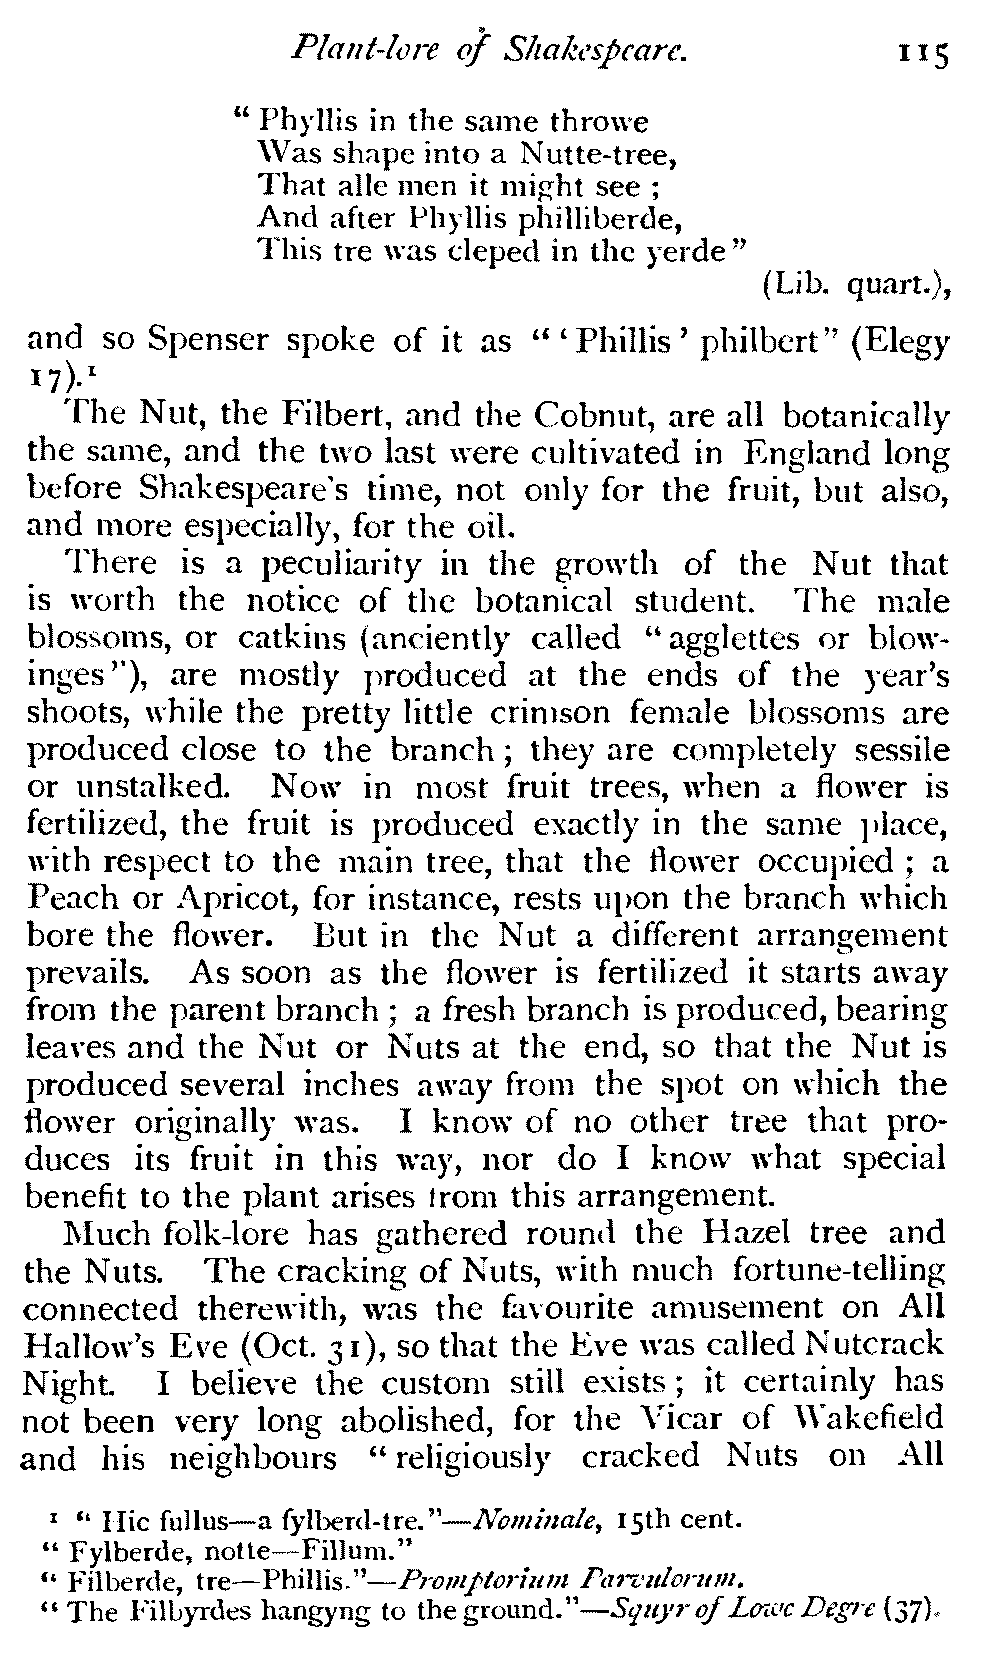 Plant-lore of Shakespeare. 115
“ Phyllis in the same throwe
Was shape into a Nutte-tree,
That alle men it might see ;
And after Phyllis philliberde,
This tre was cleped in the yerde”
(Lib. quart.),
and so Spenser spoke of it as “ ‘ Phillis ’ philbert” (Elegy
17).¹
The Nut, the Filbert, and the Cobnut, are all botanically
the same, and the two last were cultivated in England long
before Shakespeare's time, not only for the fruit, but also,
and more especially, for the oil.
There is a peculiarity in the growth of the Nut that
is worth the notice of the botanical student. The male
blossoms, or catkins (anciently called “ agglettes or blow-
inges”), are mostly produced at the ends of the year's
shoots, while the pretty little crimson female blossoms are
produced close to the branch ; they are completely sessile
or unstalked. Now in most fruit trees, when a flower is
fertilized, the fruit is produced exactly in the same place,
with respect to the main tree, that the flower occupied ; a
Peach or Apricot, for instance, rests upon the branch which
bore the flower. But in the Nut a different arrangement
prevails. As soon as the flower is fertilized it starts away
from the parent branch ; a fresh branch is produced, bearing
leaves and the Nut or Nuts at the end, so that the Nut is
produced several inches away from the spot on which the
flower originally was. I know of no other tree that pro-
duces its fruit in this way, nor do I know what special
benefit to the plant arises from this arrangement.
Much folk-lore has gathered round the Hazel tree and
the Nuts. The cracking of Nuts, with much fortune-telling
connected therewith, was the favourite amusement on All
Hallow's Eve (Oct. 31), so that the Eve was called Nutcrack
Night. I believe the custom still exists ; it certainly has
not been very long abolished, for the Vicar of Wakefield
and his neighbours “ religiously cracked Nuts on All
¹ “ Hic fullus—a fylberd-tre.”—Nominale, 15th cent.
“ Fylberde, notte—Fillum.”
“ Filberde, tre—Phillis.”—Promptorium Parvulorum.
“ The Filbyrdes hangyng to the ground.”—Squyr of Lowe Degre (37).